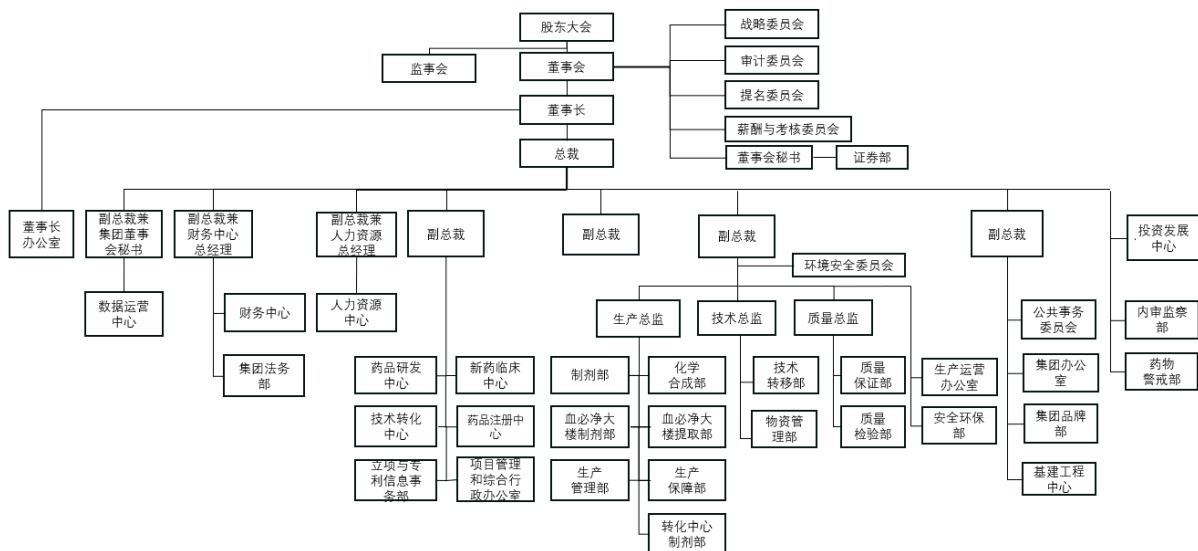 股东大会
战略委员会
监事会
董事会
审计委员会
提名委员会
董事长
薪酬与考核委员会
总裁
董事会秘书
证券部
董事长
办公室
副总裁兼
集团董事
会秘书
副总裁兼
财务中心
总经理
副总裁兼
人力资源
总经理
副总裁
副总裁
副总裁
副总裁
投资发展
中心
环境安全委员会
数据运营
中心
财务中心
人力资源
中心
生产总监
技术总监
质量总监
公共事务
委员会
内审监察
部
集团法务
部
药品研发
中心
新药临床
中心
制剂部
化学
合成部
技术
转移部
质量
保证部
生产运营
办公室
集团办公
室
药物
警戒部
技术转化
中心
药品注册中
心
血必净大
楼制剂部
血必净大
楼提取部
物资管
理部
质量
检验部
安全环保
部
集团品牌
部
立项与专
利信息事
务部
项目管理
和综合行
政办公室
生产
管理部
生产
保障部
基建工程
中心
转化中心
制剂部